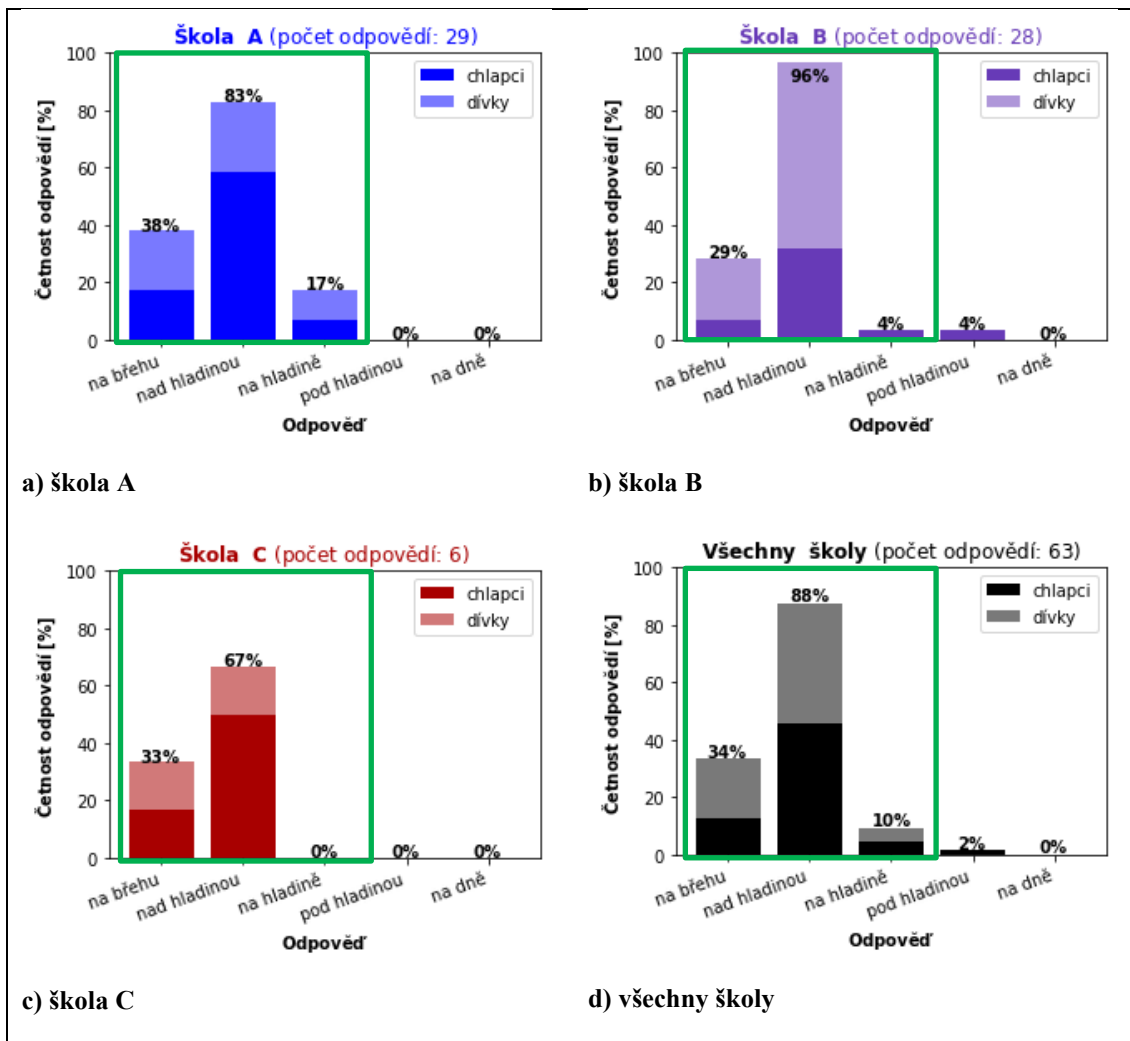 Škola A (počet odpovědí: 29)
Četnost odpovědí [%]
100
80
60
40
20
0
chlapci
dívky
38%
83%
17%
0%
0%
na břehu
nad hladinou
na hladině
pod hladinou
na dně
Odpověď
a) škola A
Škola B (počet odpovědí: 28)
Četnost odpovědí [%]
100
80
60
40
20
0
chlapci
dívky
29%
96%
4%
4%
0%
na břehu
nad hladinou
na hladině
pod hladinou
na dně
Odpověď
b) škola B
Škola C (počet odpovědí: 6)
Četnost odpovědí [%]
100
80
60
40
20
0
chlapci
dívky
33%
67%
0%
0%
0%
na břehu
nad hladinou
na hladině
pod hladinou
na dně
Odpověď
c) škola C
Všechny školy (počet odpovědí: 63)
Četnost odpovědí [%]
100
80
60
40
20
0
chlapci
dívky
34%
88%
10%
2%
0%
na břehu
nad hladinou
na hladině
pod hladinou
na dně
Odpověď
d) všechny školy